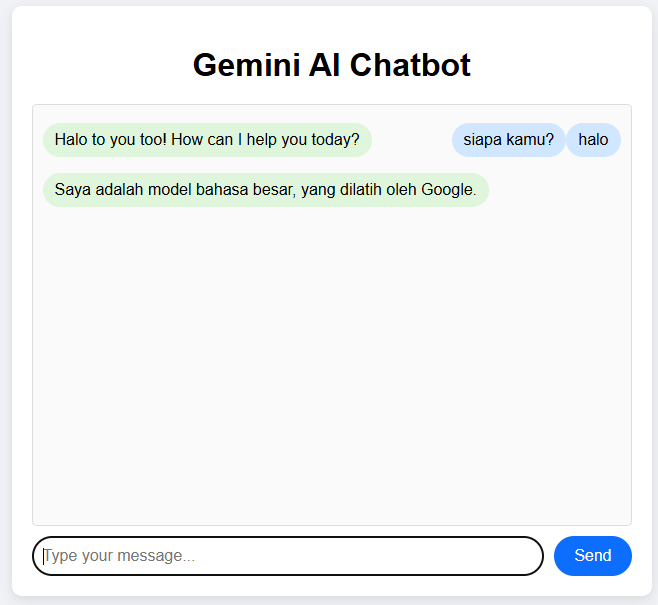 Gemini AI Chatbot
Halo to you too! How can I help you today?
siapa kamu?
halo
Saya adalah model bahasa besar, yang dilatih oleh Google.
Type your message...
Send